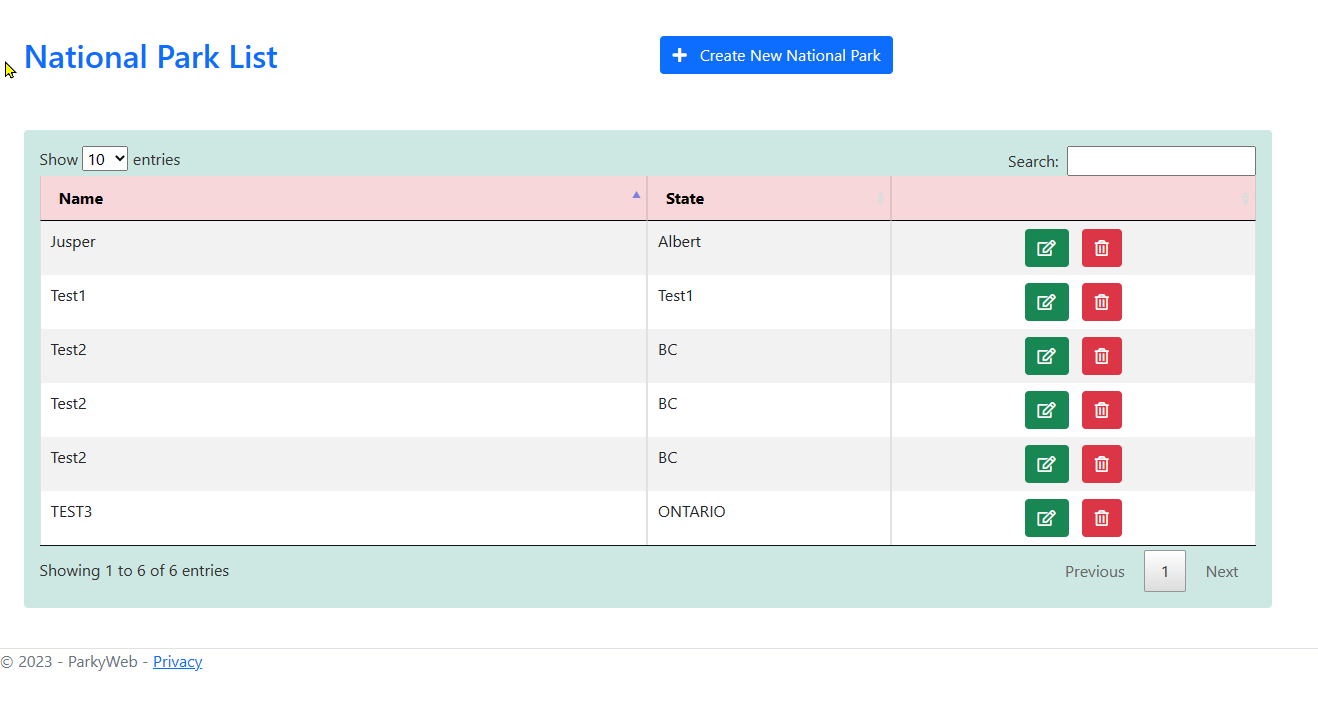 National Park List
Create New National Park
Show 10 entries
Search:
Name State
Jusper Albert
Test1 Test1
Test2 BC
Test2 BC
Test2 BC
TEST3 ONTARIO
Showing 1 to 6 of 6 entries
Previous 1 Next
© 2023 - ParkyWeb - Privacy